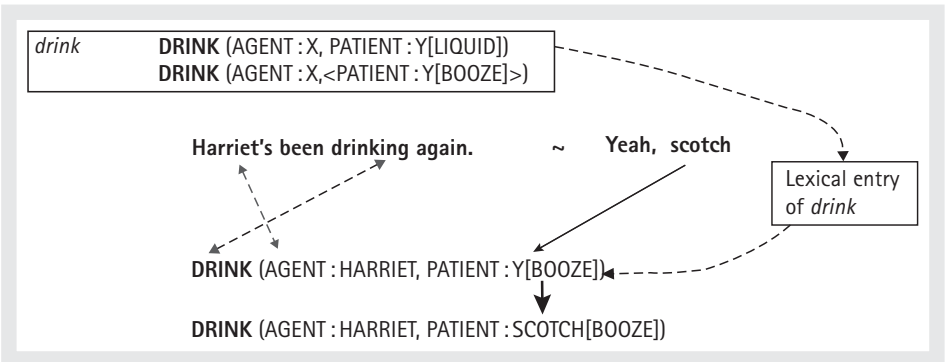 drink DRINK (AGENT : X, PATIENT : Y[LIQUID])
DRINK (AGENT : X,<PATIENT : Y[BOOZE]>)
Harriet's been drinking again. ~ Yeah, scotch
Lexical entry
of drink
DRINK (AGENT : HARRIET, PATIENT : Y[BOOZE])
DRINK (AGENT : HARRIET, PATIENT : SCOTCH[BOOZE])